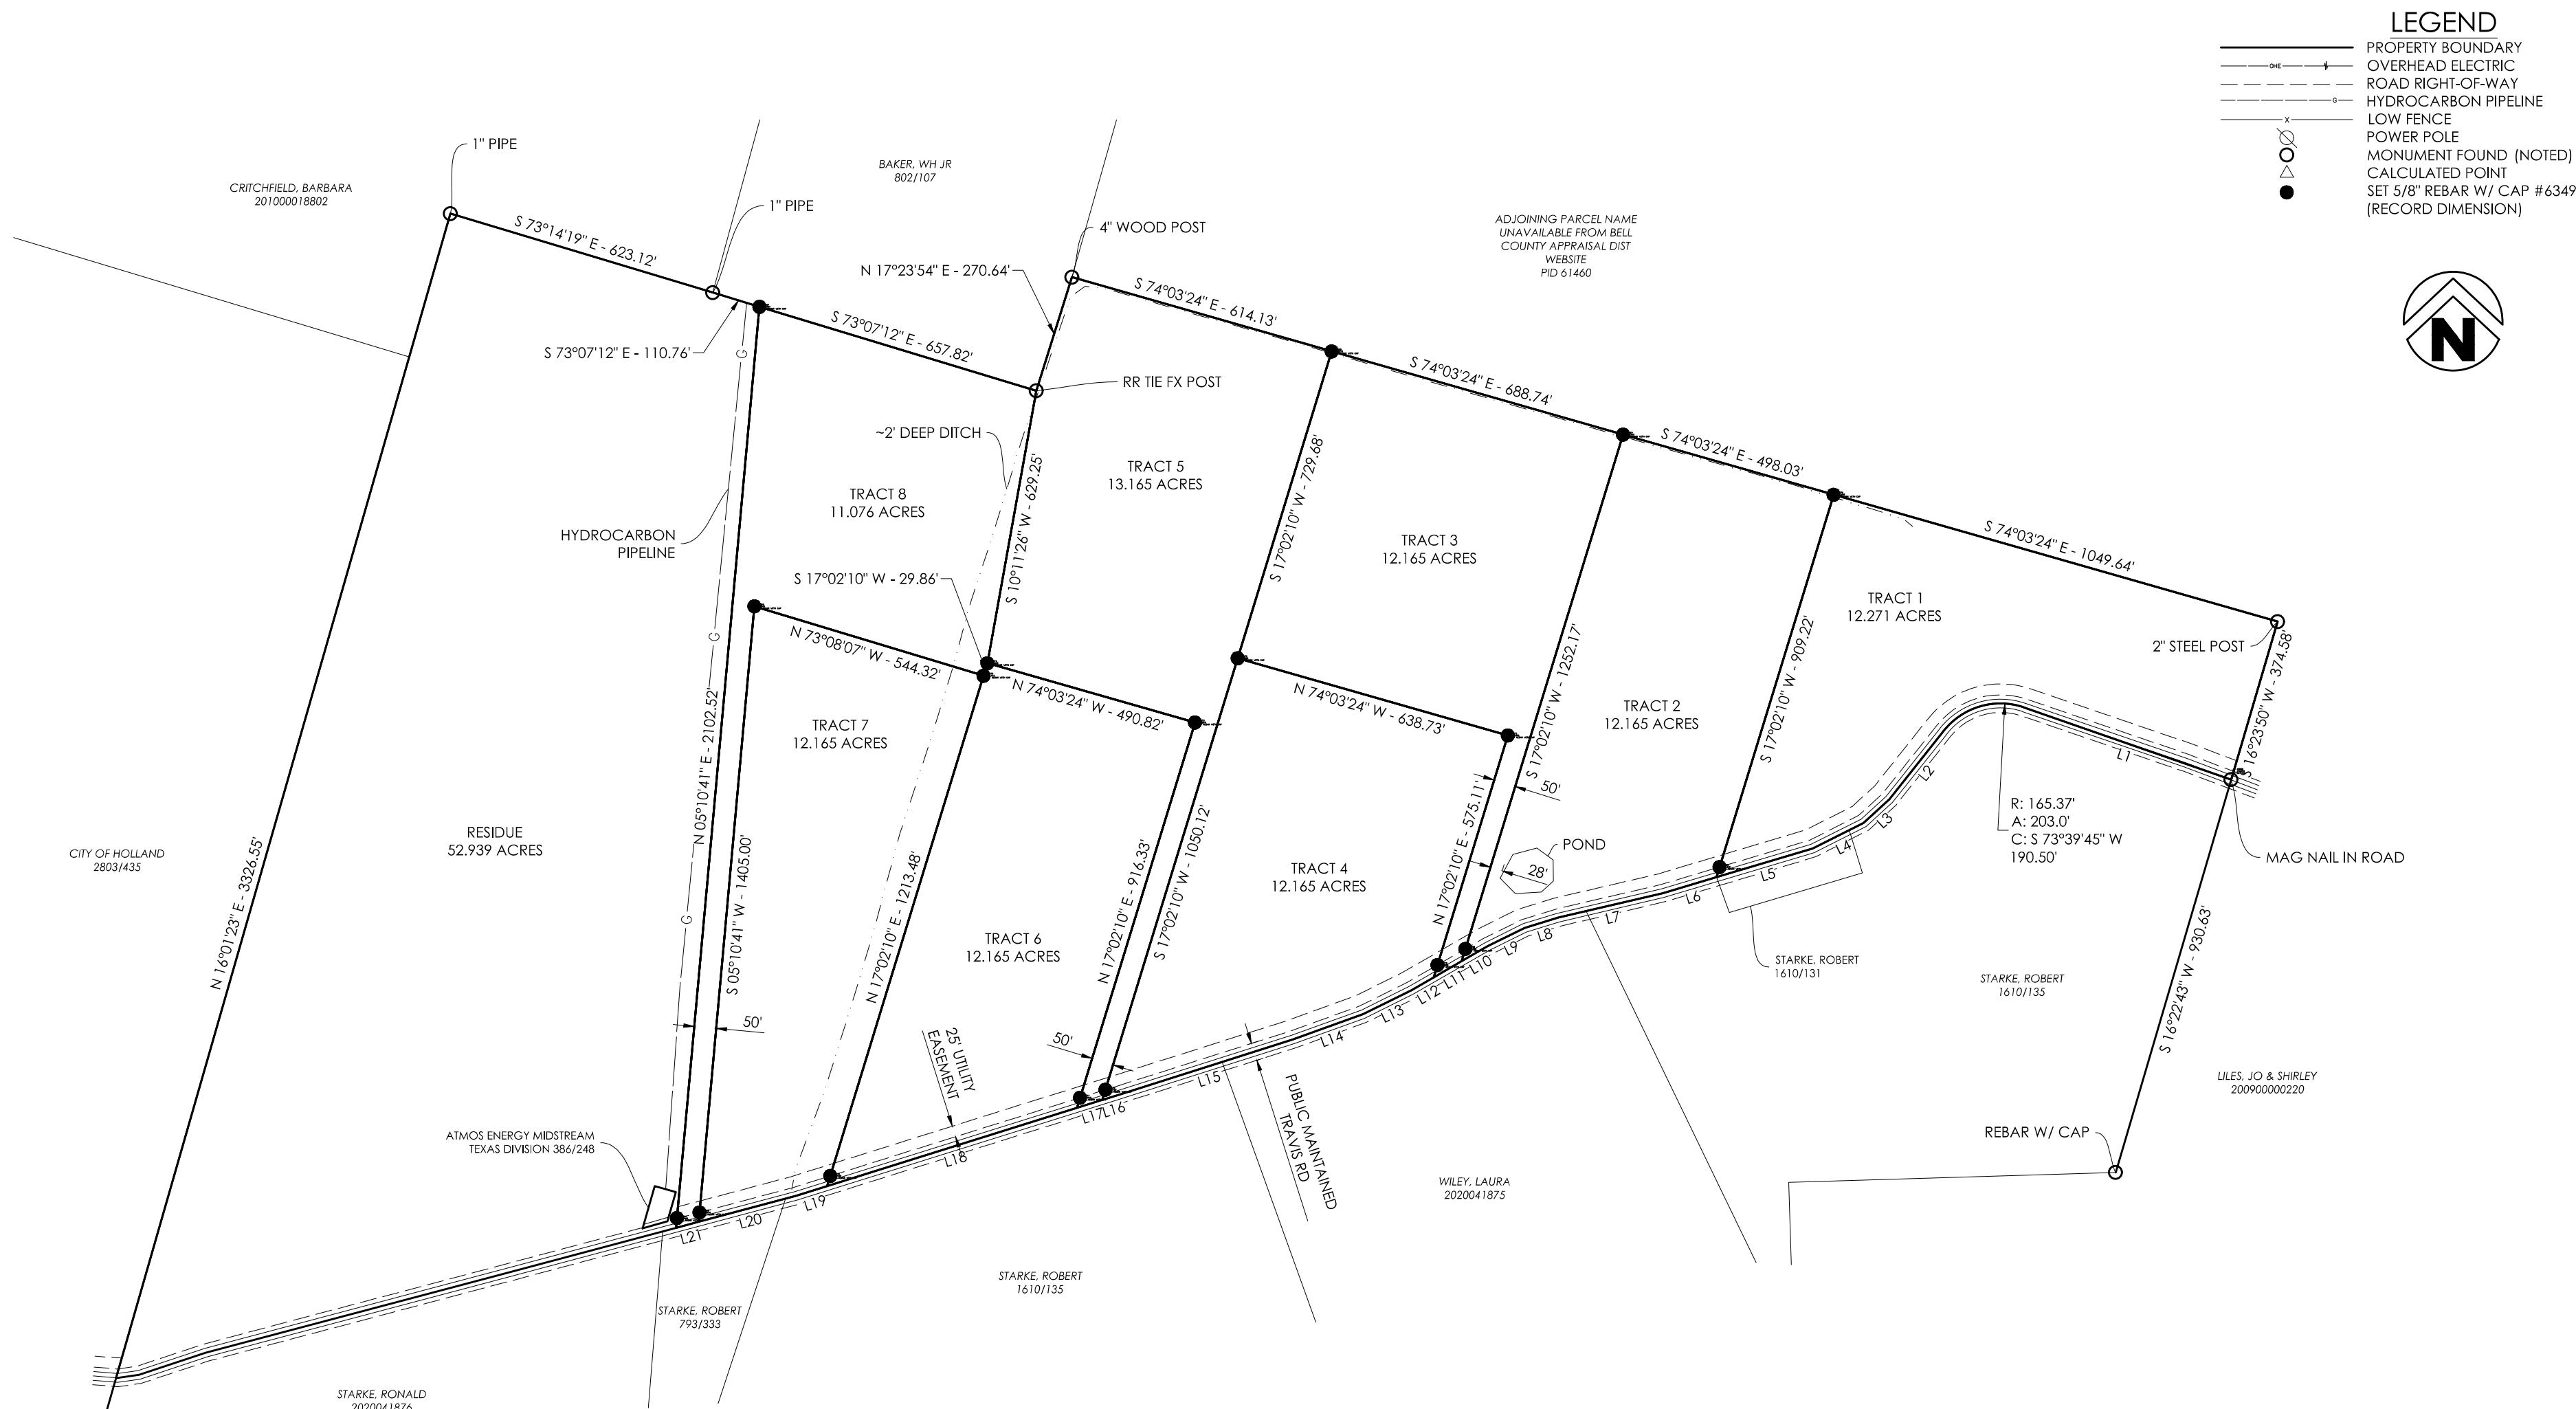 LEGEND
PROPERTY BOUNDARY
OHE
OVERHEAD ELECTRIC
ROAD RIGHT-OF-WAY
G
HYDROCARBON PIPELINE
X
LOW FENCE
POWER POLE
MONUMENT FOUND (NOTED)
CALCULATED POINT
SET 5/8" REBAR W/ CAP #6349
(RECORD DIMENSION)
N
1" PIPE
CRITCHFIELD, BARBARA
201000018802
BAKER, WH JR
802/107
1" PIPE
4" WOOD POST
ADJOINING PARCEL NAME
UNAVAILABLE FROM BELL
COUNTY APPRAISAL DIST
WEBSITE
PID 61460
S 73°14'19" E - 623.12'
N 17°23'54" E - 270.64'
S 74°03'24" E - 614.13'
S 73°07'12" E - 657.82'
S 73°07'12" E - 110.76'
G
RR TIE FX POST
S 74°03'24" E - 688.74'
S 74°03'24" E - 498.03'
S 74°03'24" E - 1049.64'
~2' DEEP DITCH
TRACT 5
13.165 ACRES
TRACT 8
11.076 ACRES
S 10°11'26" W - 629.25'
S 17°02'10" W - 729.68'
HYDROCARBON
PIPELINE
TRACT 3
12.165 ACRES
S 17°02'10" W - 29.86'
TRACT 1
12.271 ACRES
2" STEEL POST
S 16°23'50" W - 374.58'
G
N 73°08'07" W - 544.32'
N 74°03'24" W - 490.82'
N 74°03'24" W - 638.73'
S 17°02'10" W - 1252.17'
S 17°02'10" W - 909.22'
TRACT 7
12.165 ACRES
TRACT 2
12.165 ACRES
L1
L2
R: 165.37'
A: 203.0'
C: S 73°39'45" W
190.50'
50'
L3
L4
L5
L6
L7
L8
L9
L10
L11
L12
L13
L14
L15
L16
L17
L18
L19
L20
L21
MAG NAIL IN ROAD
POND
28'
N 17°02'10" E - 575.11'
TRACT 4
12.165 ACRES
RESIDUE
52.939 ACRES
CITY OF HOLLAND
2803/435
N 16°01'23" E - 3326.55'
N 05°10'41" E - 2102.52'
S 05°10'41" W - 1405.00'
G
50'
N 17°02'10" E - 1213.48'
TRACT 6
12.165 ACRES
N 17°02'10" E - 916.33'
S 17°02'10" W - 1050.12'
50'
25' UTILITY
EASEMENT
PUBLIC MAINTAINED
TRAVIS RD
STARKE, ROBERT
1610/131
STARKE, ROBERT
1610/135
S 16°22'43" W - 930.63'
LILES, JO & SHIRLEY
200900000220
REBAR W/ CAP
ATMOS ENERGY MIDSTREAM
TEXAS DIVISION 386/248
WILEY, LAURA
2020041875
STARKE, ROBERT
1610/135
STARKE, ROBERT
793/333
STARKE, RONALD
2020041876